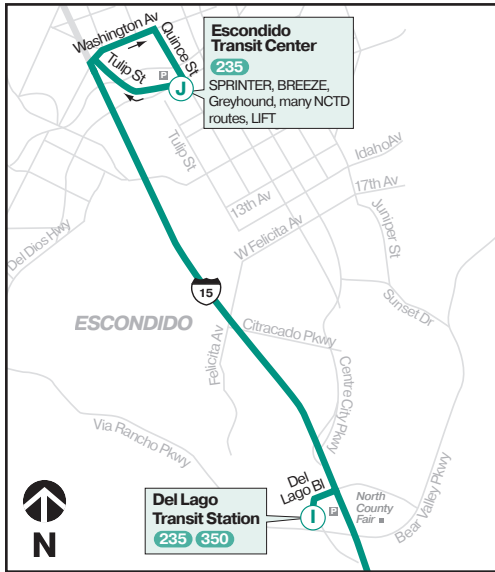 Washington Av
Quince St
Tulip St
P
J
Escondido
Transit Center
235
SPRINTER, BREEZE,
Greyhound, many NCTD
routes, LIFT
Tulip St
Idaho Av
17th Av
13th Av
Juniper St
W Felicita Av
Del Dios Hwy
15
Sunset Dr
ESCONDIDO
Citracado Pkwy
Felicita Av
Centre City Pkwy
Via Rancho Pkwy
Del
Lago Bl
North
County
Fair
Bear Valley Pkwy
P
I
Del Lago
Transit Station
235 350
N